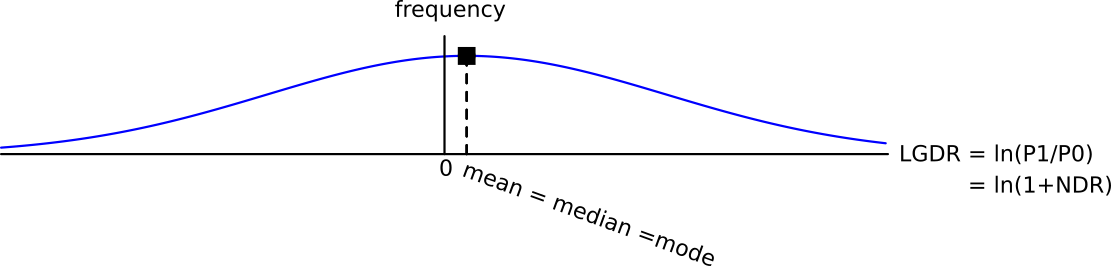 frequency
0
mean = median =mode
LGDR = ln(P1/P0)
= ln(1+NDR)